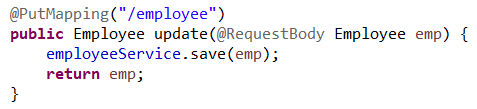 @PutMapping("/employee")
public Employee update(@RequestBody Employee emp) {
    employeeService.save(emp);
    return emp;
}